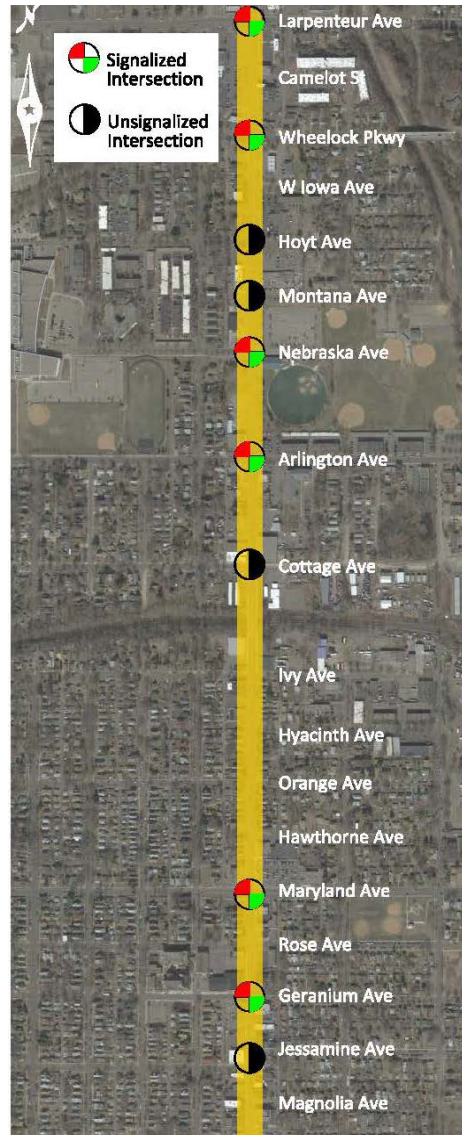 Larpenteur Ave
Signalized
Intersection
Camelot S
Unsignalized
Intersection
Wheelock Pkwy
W Iowa Ave
Hoyt Ave
Montana Ave
Nebraska Ave
Arlington Ave
Cottage Ave
Ivy Ave
Hyacinth Ave
Orange Ave
Hawthorne Ave
Maryland Ave
Rose Ave
Geranium Ave
Jessamine Ave
Magnolia Ave